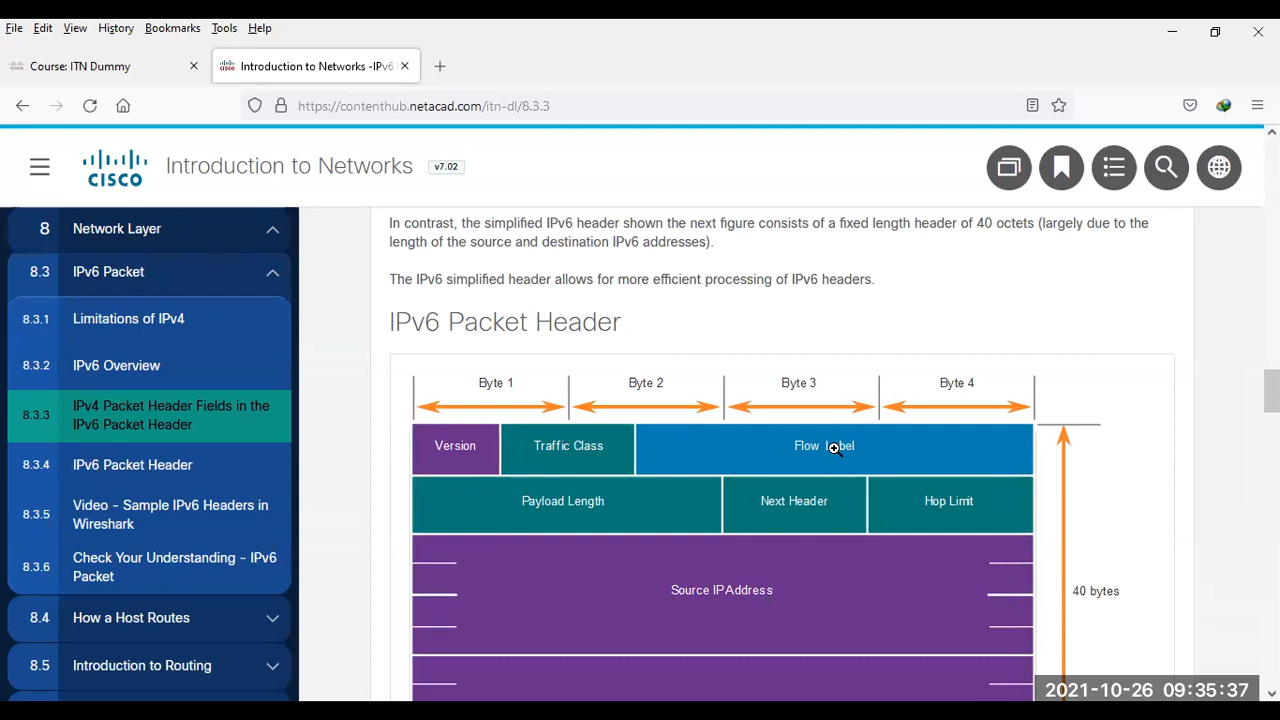 File Edit View History Bookmarks Tools Help
Course: ITN Dummy
Introduction to Networks -IPv6
https://contenthub.netacad.com/itn-dl/8.3.3
CISCO
Introduction to Networks v7.02
8 Network Layer
8.3 IPv6 Packet
8.3.1 Limitations of IPv4
8.3.2 IPv6 Overview
8.3.3 IPv4 Packet Header Fields in the
IPv6 Packet Header
8.3.4 IPv6 Packet Header
8.3.5 Video - Sample IPv6 Headers in
Wireshark
8.3.6 Check Your Understanding - IPv6
Packet
8.4 How a Host Routes
8.5 Introduction to Routing
In contrast, the simplified IPv6 header shown the next figure consists of a fixed length header of 40 octets (largely due to the
length of the source and destination IPv6 addresses).
The IPv6 simplified header allows for more efficient processing of IPv6 headers.
IPv6 Packet Header
Byte 1 Byte 2 Byte 3 Byte 4
Version Traffic Class Flow Label
Payload Length Next Header Hop Limit
Source IP Address
40 bytes
2021-10-26 09:35:37